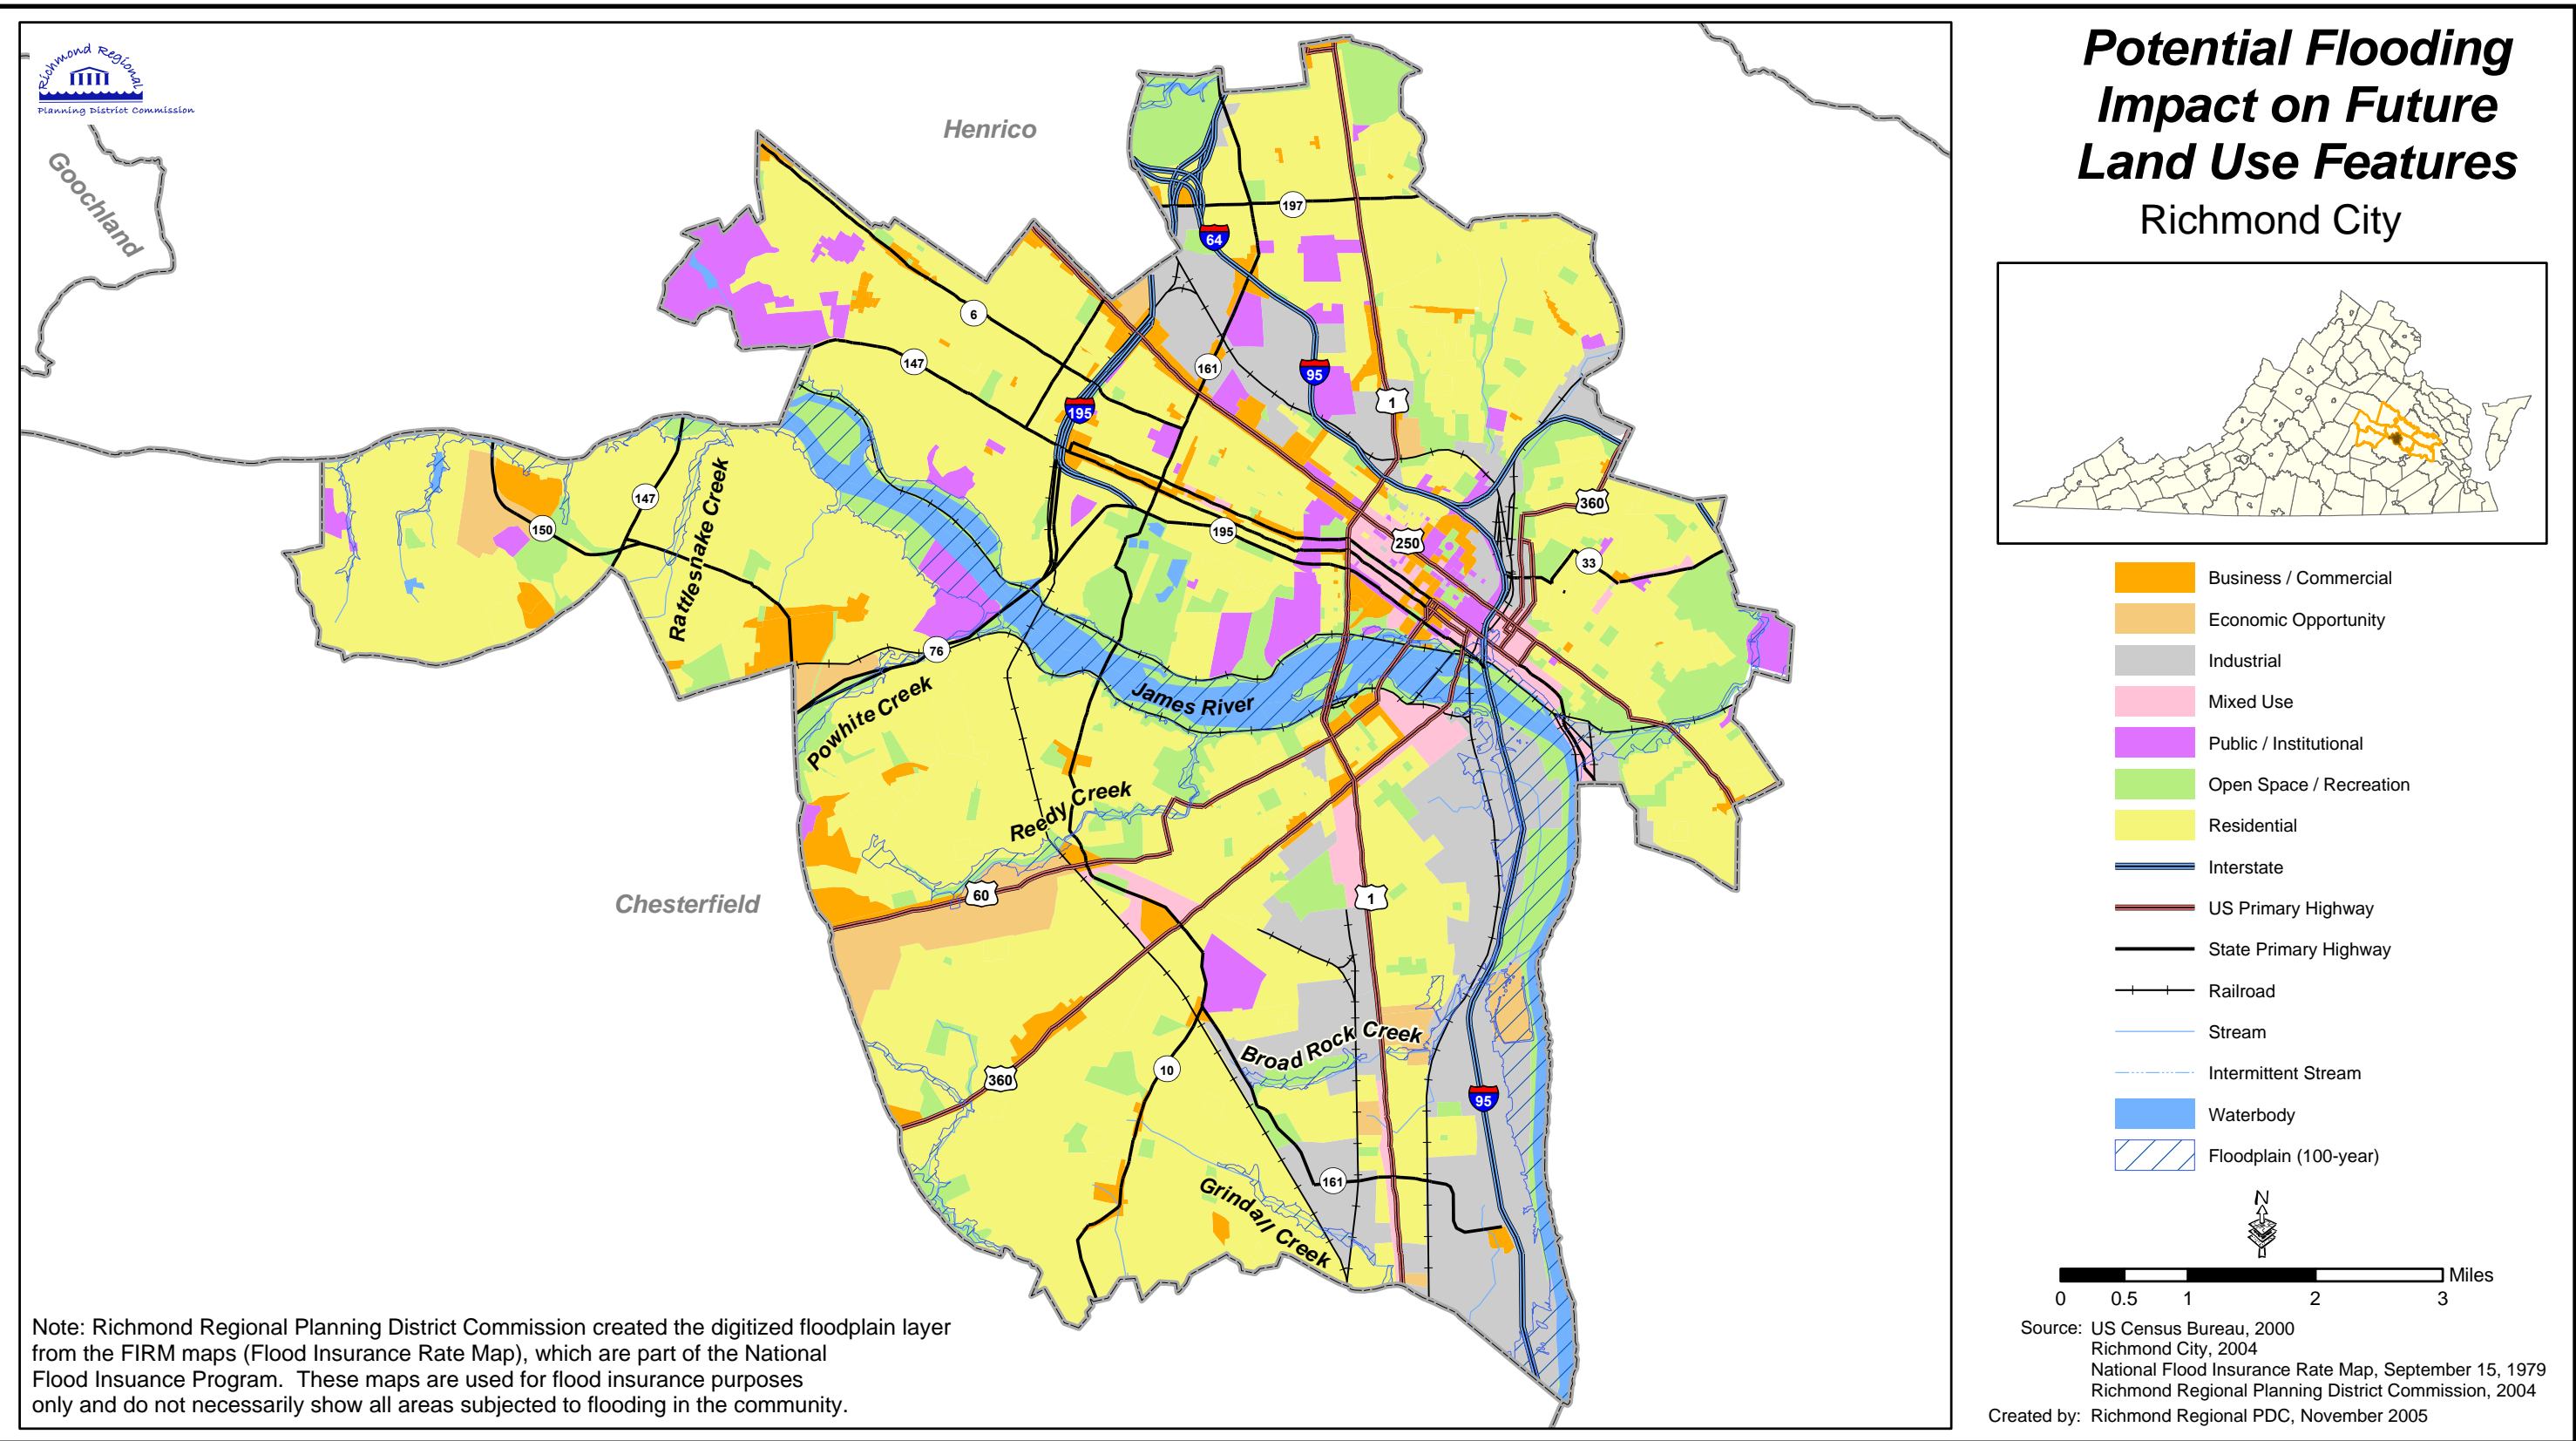 Richmond Regional
Planning District Commission
Potential Flooding
Impact on Future
Land Use Features
Richmond City
Goochland
Henrico
Chesterfield
197
64
6
147
161
95
195
1
147
150
Rattlesnake Creek
360
250
33
195
76
James River
Powhite Creek
Reedy Creek
60
1
Broad Rock Creek
360
10
95
161
Grindall Creek
Business / Commercial
Economic Opportunity
Industrial
Mixed Use
Public / Institutional
Open Space / Recreation
Residential
Interstate
US Primary Highway
State Primary Highway
Railroad
Stream
Intermittent Stream
Waterbody
Floodplain (100-year)
N
Miles
0 0.5 1 2 3
Source: US Census Bureau, 2000
Richmond City, 2004
National Flood Insurance Rate Map, September 15, 1979
Richmond Regional Planning District Commission, 2004
Created by: Richmond Regional PDC, November 2005
Note: Richmond Regional Planning District Commission created the digitized floodplain layer
from the FIRM maps (Flood Insurance Rate Map), which are part of the National
Flood Insuance Program. These maps are used for flood insurance purposes
only and do not necessarily show all areas subjected to flooding in the community.